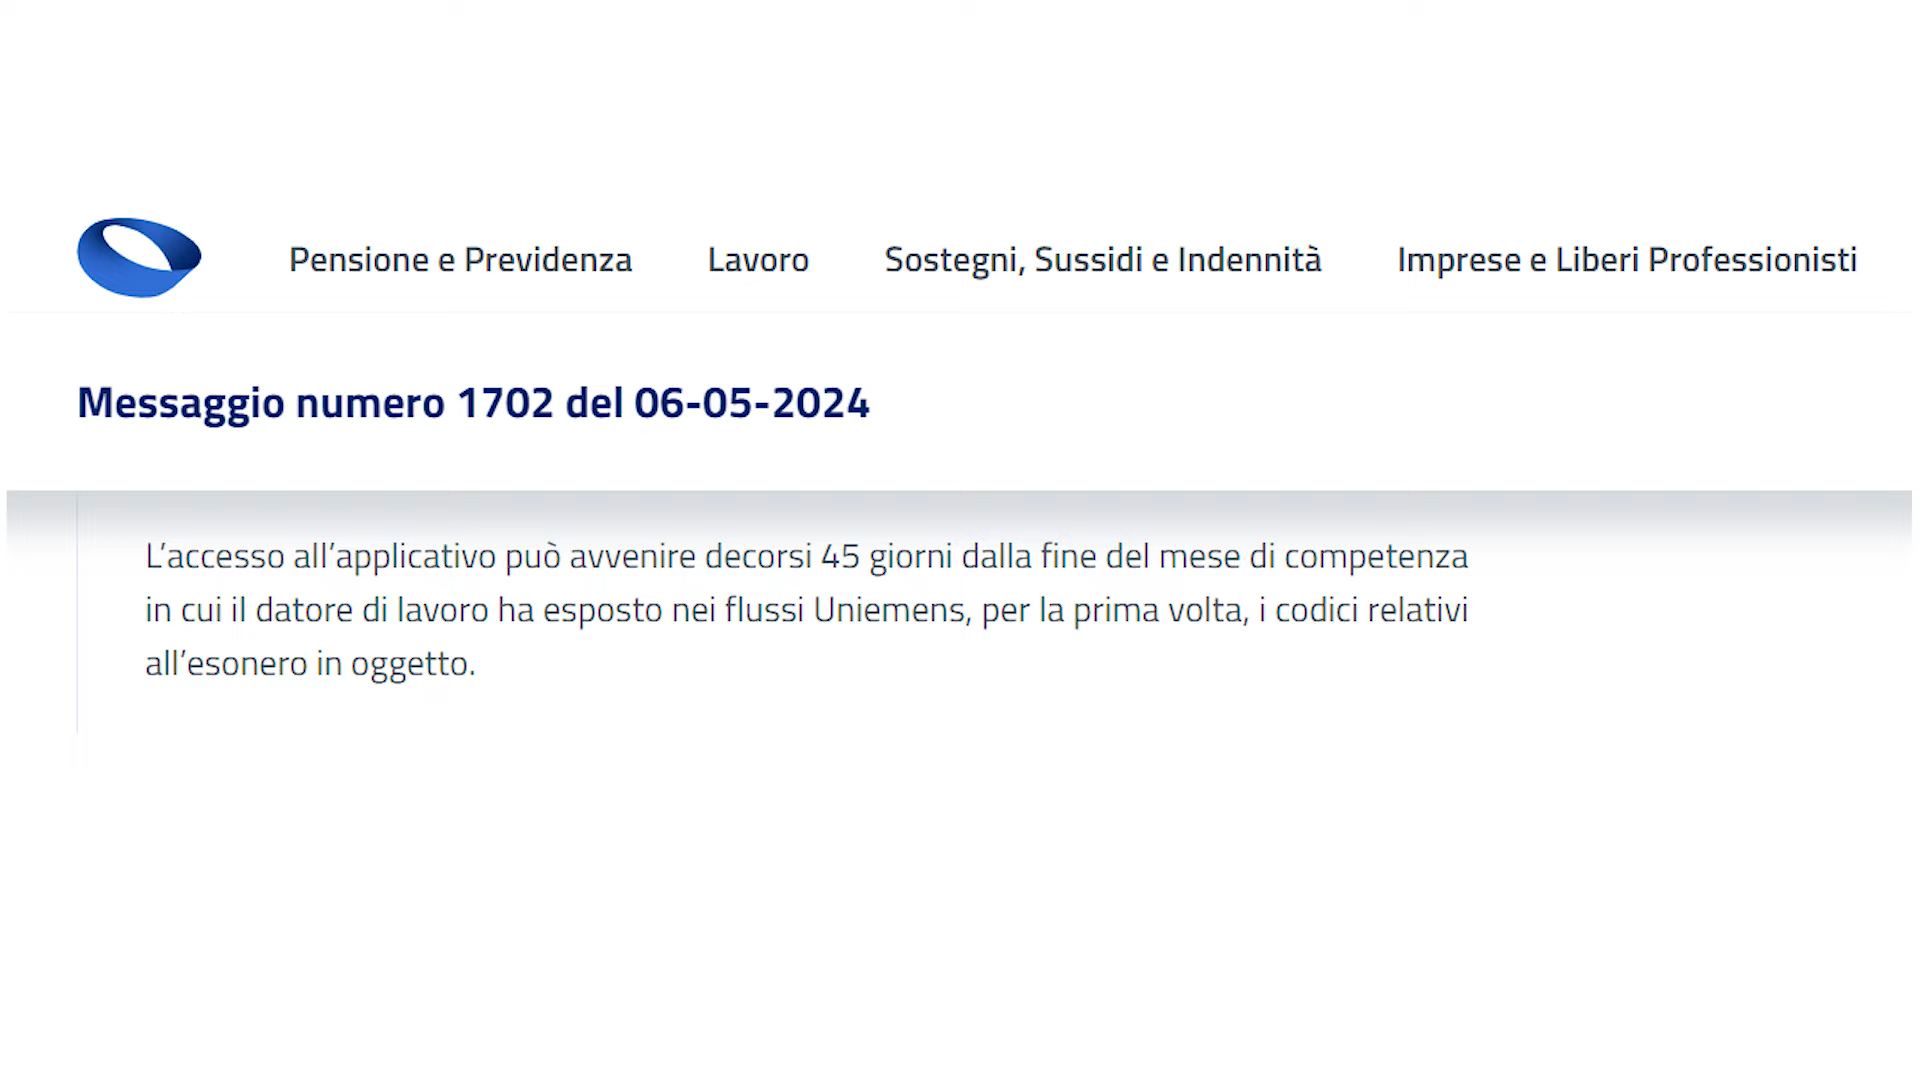 Pensione e Previdenza Lavoro Sostegni, Sussidi e Indennità Imprese e Liberi Professionisti
Messaggio numero 1702 del 06-05-2024
L’accesso all’applicativo può avvenire decorsi 45 giorni dalla fine del mese di competenza
in cui il datore di lavoro ha esposto nei flussi Uniemens, per la prima volta, i codici relativi
all’esonero in oggetto.